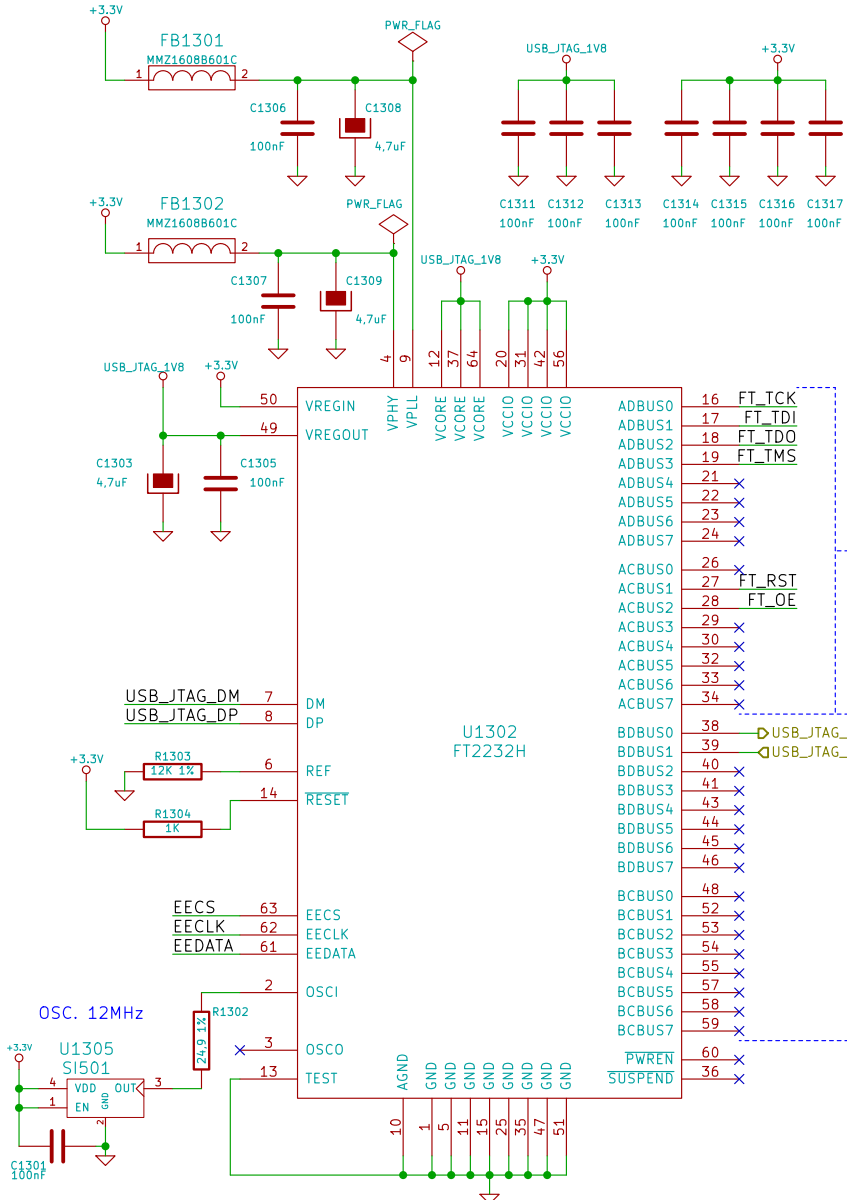 +3.3V
FB1301
MMZ1608B601C
1 2
PWR_FLAG
C1306
100nF
C1308
4,7uF
USB_JTAG_1V8
+3.3V
C1311 C1312 C1313 C1314 C1315 C1316 C1317
100nF 100nF 100nF 100nF 100nF 100nF 100nF
+3.3V
FB1302
MMZ1608B601C
1 2
PWR_FLAG
C1307
100nF
C1309
4,7uF
USB_JTAG_1V8
+3.3V
4 9 12 37 64 20 31 42 56
VPHY VPLL VCORE VCORE VCORE VCCIO VCCIO VCCIO VCCIO
USB_JTAG_1V8
+3.3V
50 VREGIN
49 VREGOUT
C1303
4,7uF
C1305
100nF
USB_JTAG_DM 7 DM
USB_JTAG_DP 8 DP
+3.3V
R1303
12K 1%
6 REF
14 RESET
R1304
1K
EECS 63 EECS
EECLK 62 EECLK
EEDATA 61 EEDATA
2 OSCI
R1302
24,9 1%
3 OSCO
13 TEST
OSC. 12MHz
+3.3V
U1305
SI501
4 VDD OUT 3
1 EN GND 2
C1301
100nF
U1302
FT2232H
ADBUS0 16 FT_TCK
ADBUS1 17 FT_TDI
ADBUS2 18 FT_TDO
ADBUS3 19 FT_TMS
ADBUS4 21
ADBUS5 22
ADBUS6 23
ADBUS7 24
ACBUS0 26
ACBUS1 27 FT_RST
ACBUS2 28 FT_OE
ACBUS3 29
ACBUS4 30
ACBUS5 32
ACBUS6 33
ACBUS7 34
BDBUS0 38 USB_JTAG_
BDBUS1 39 USB_JTAG_
BDBUS2 40
BDBUS3 41
BDBUS4 43
BDBUS5 44
BDBUS6 45
BDBUS7 46
BCBUS0 48
BCBUS1 52
BCBUS2 53
BCBUS3 54
BCBUS4 55
BCBUS5 57
BCBUS6 58
BCBUS7 59
PWREN 60
SUSPEND 36
AGND GND GND GND GND GND GND GND GND
10 1 5 11 15 25 35 47 51